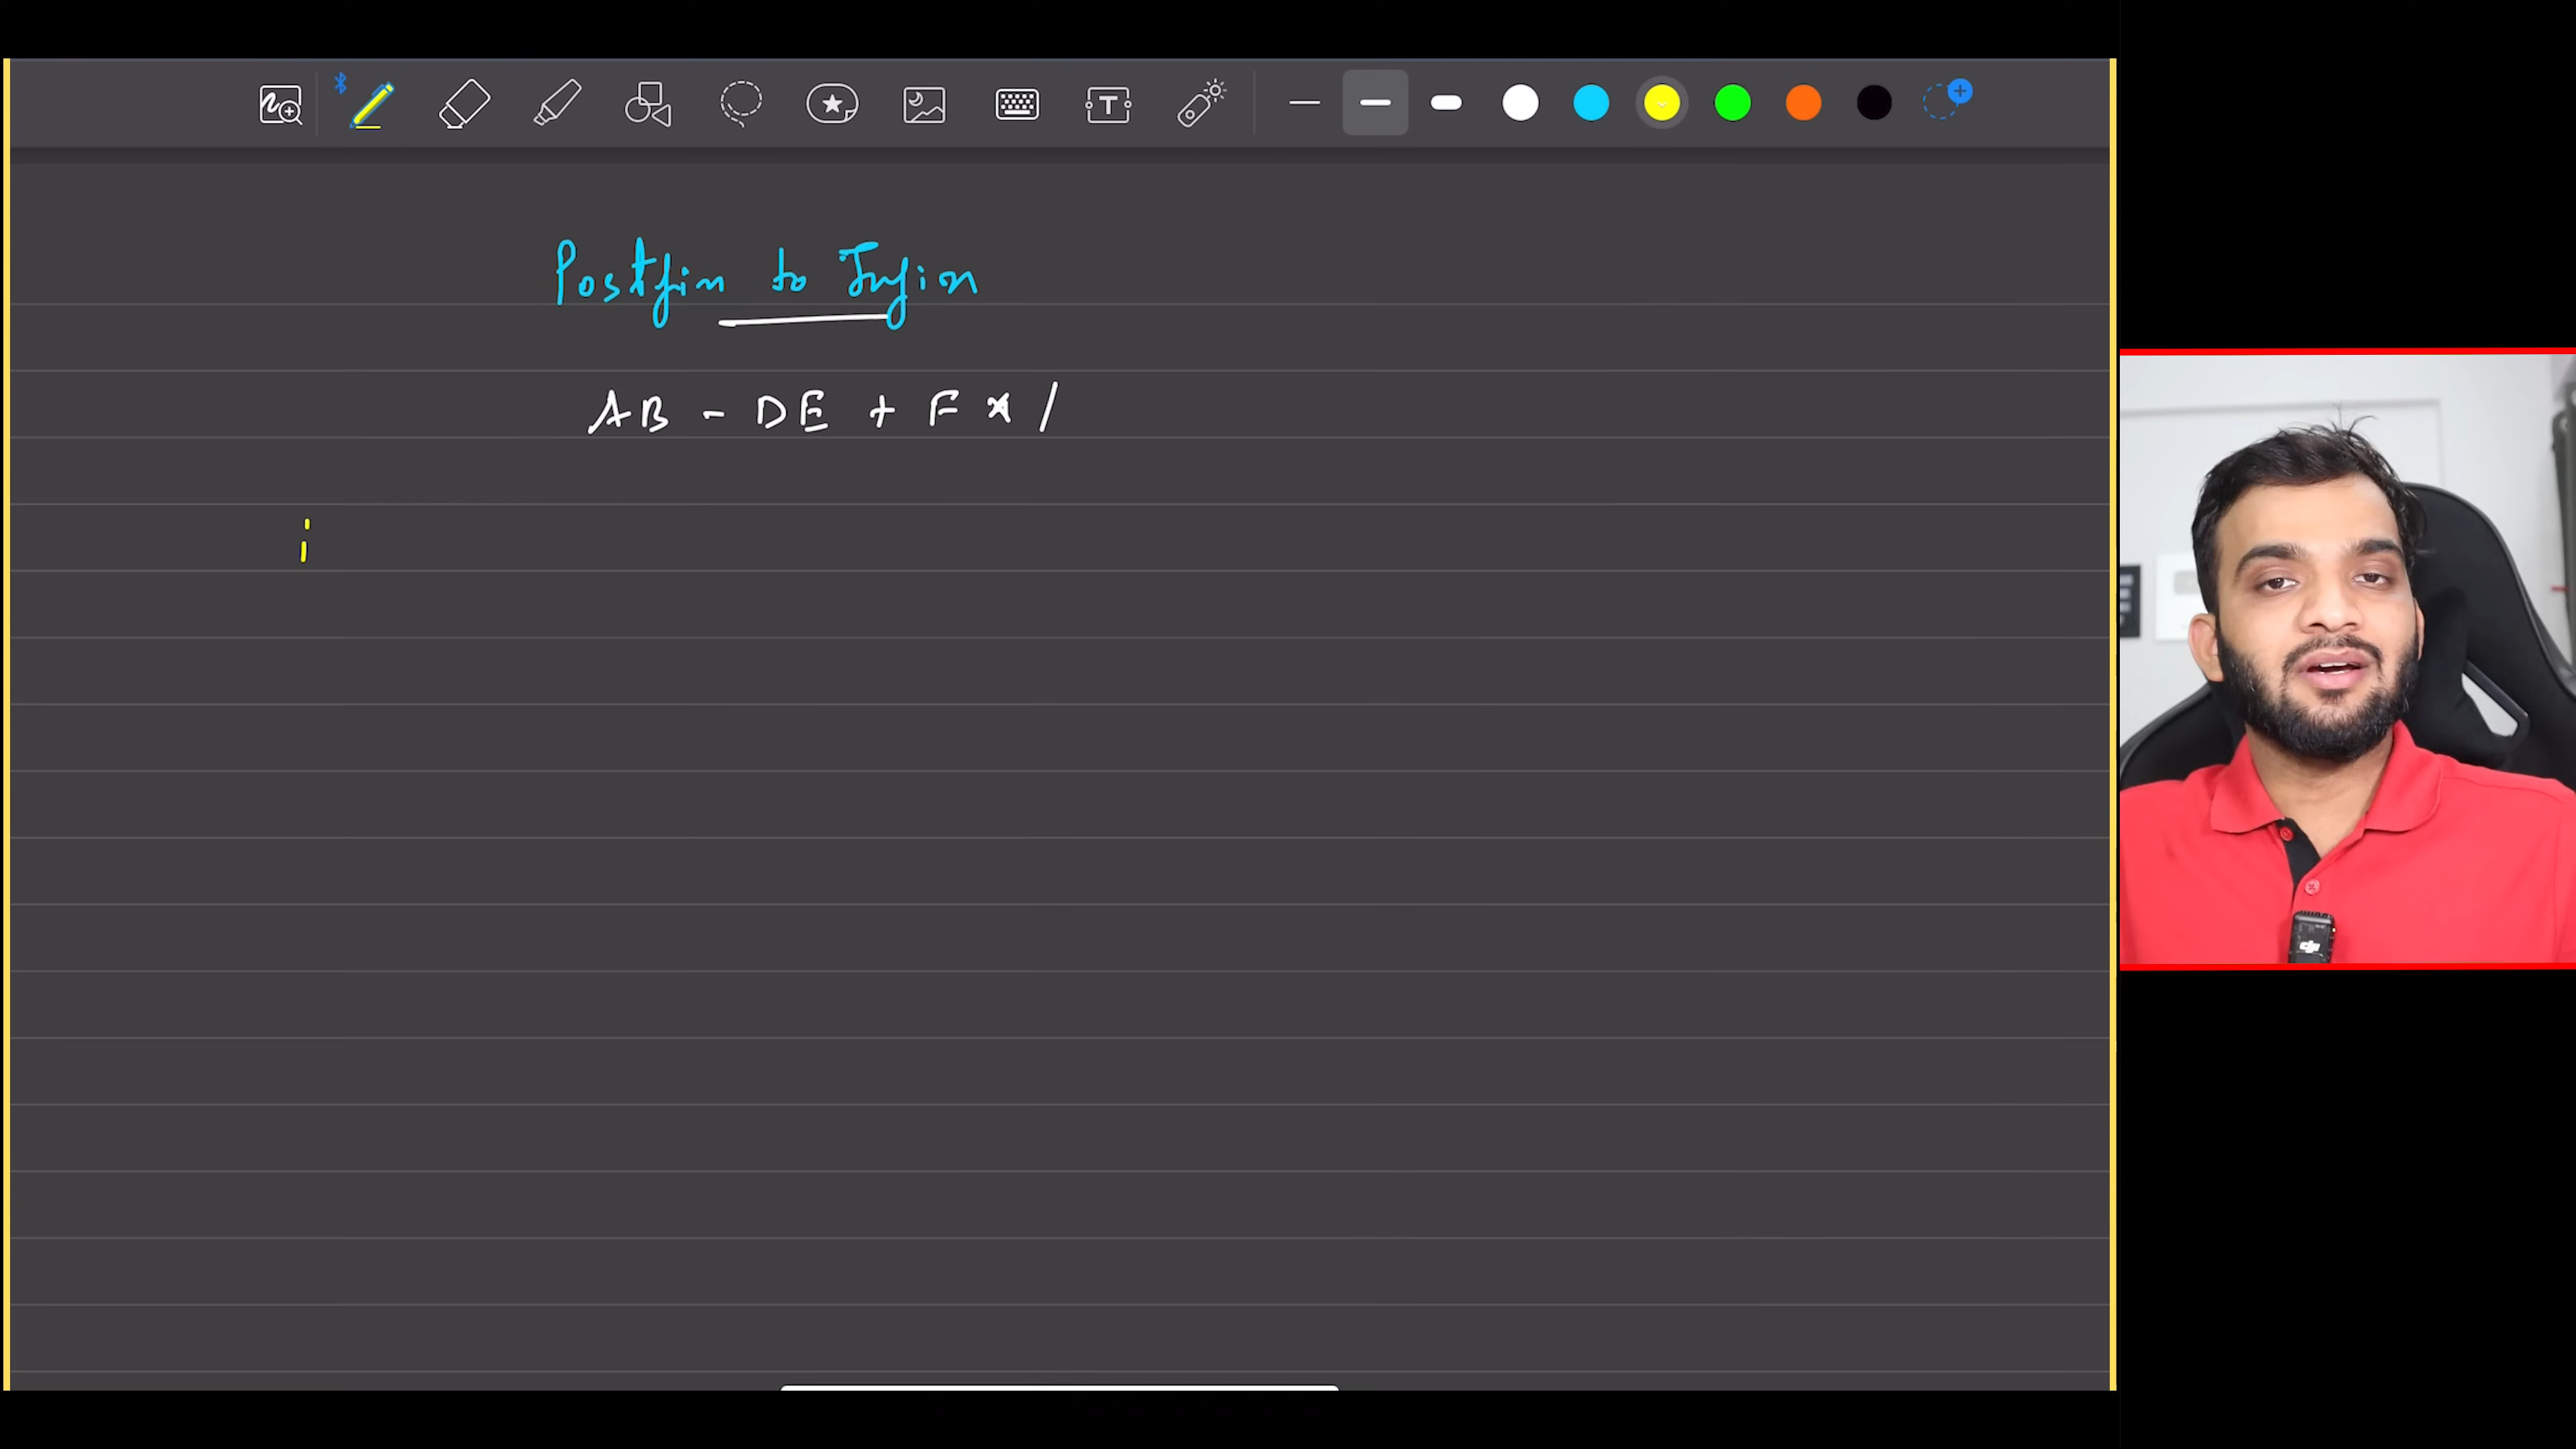 Postfix to Infix
AB - DE + F * /
i